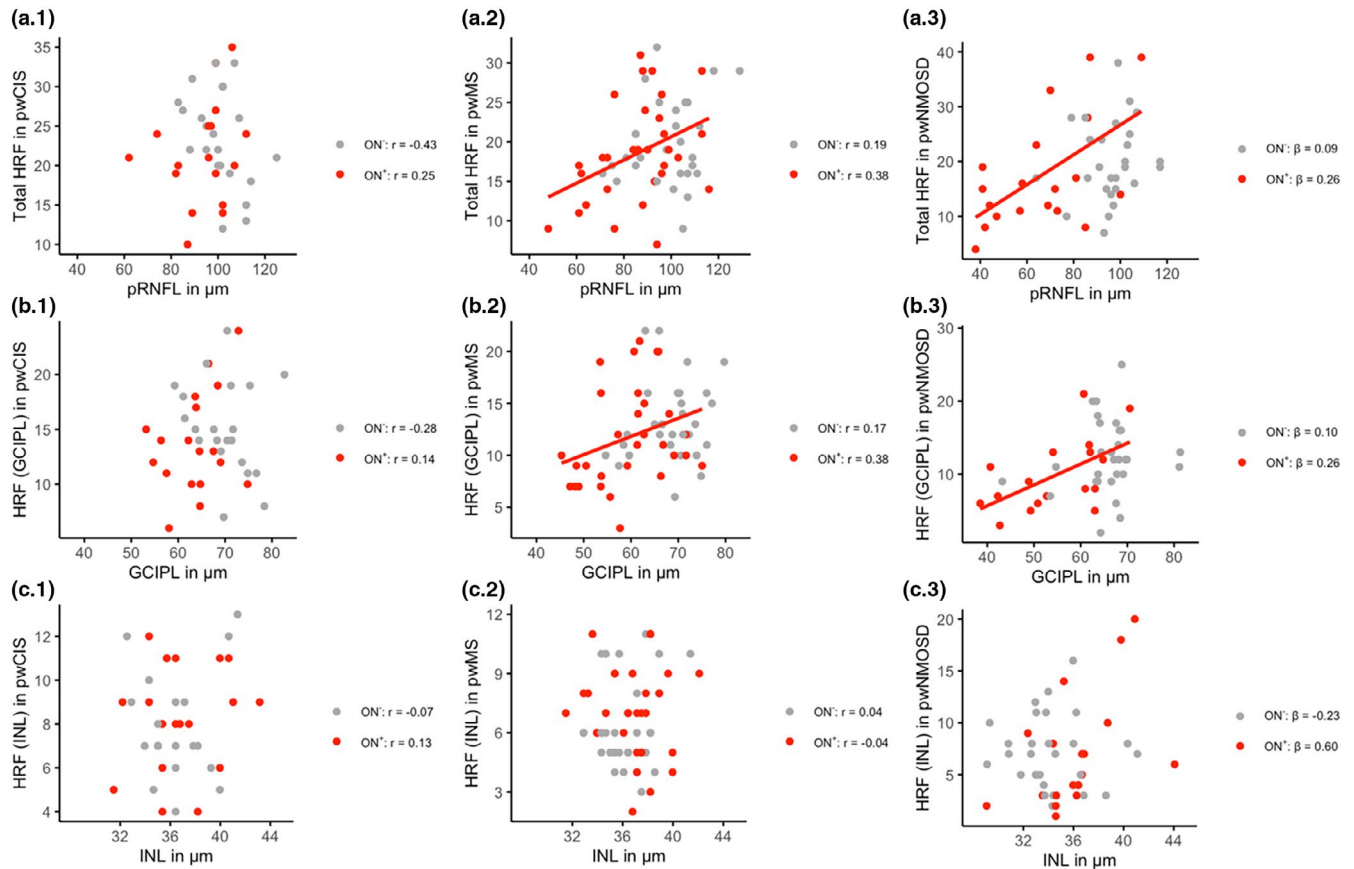 (a.1)
Total HRF in pwCIS
35
30
25
20
15
10
40 60 80 100 120
pRNFL in µm
ON⁻: r = -0.43
ON⁺: r = 0.25
(a.2)
Total HRF in pwMS
30
25
20
15
10
40 60 80 100 120
pRNFL in µm
ON⁻: r = 0.19
ON⁺: r = 0.38
(a.3)
Total HRF in pwNMOSD
40
30
20
10
40 60 80 100 120
pRNFL in µm
ON⁻: β = 0.09
ON⁺: β = 0.26
(b.1)
HRF (GCIPL) in pwCIS
20
15
10
40 50 60 70 80
GCIPL in µm
ON⁻: r = -0.28
ON⁺: r = 0.14
(b.2)
HRF (GCIPL) in pwMS
20
15
10
5
40 50 60 70 80
GCIPL in µm
ON⁻: r = 0.17
ON⁺: r = 0.38
(b.3)
HRF (GCIPL) in pwNMOSD
30
20
10
40 50 60 70 80
GCIPL in µm
ON⁻: β = 0.10
ON⁺: β = 0.26
(c.1)
HRF (INL) in pwCIS
12
10
8
6
4
32 36 40 44
INL in µm
ON⁻: r = -0.07
ON⁺: r = 0.13
(c.2)
HRF (INL) in pwMS
12
9
6
3
32 36 40 44
INL in µm
ON⁻: r = 0.04
ON⁺: r = -0.04
(c.3)
HRF (INL) in pwNMOSD
20
15
10
5
32 36 40 44
INL in µm
ON⁻: β = -0.23
ON⁺: β = 0.60